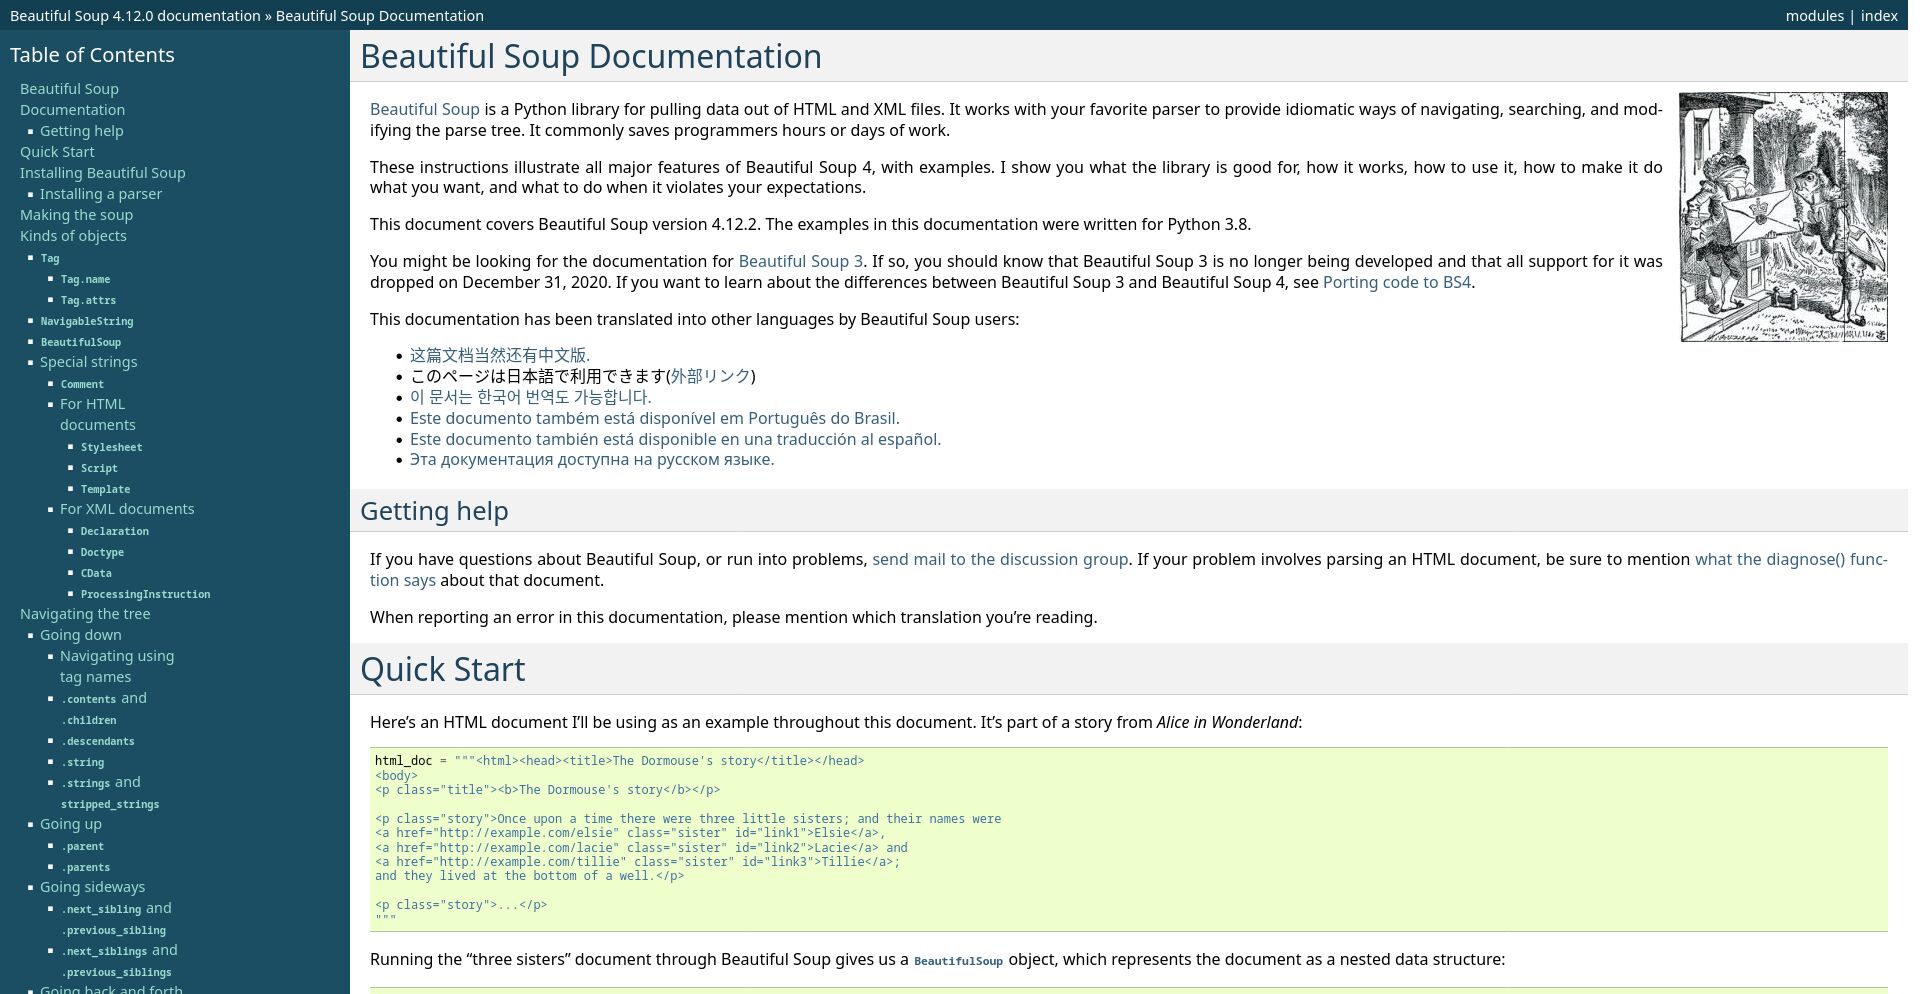 Beautiful Soup 4.12.0 documentation » Beautiful Soup Documentation
modules | index
Table of Contents
Beautiful Soup
Documentation
Getting help
Quick Start
Installing Beautiful Soup
Installing a parser
Making the soup
Kinds of objects
Tag
Tag.name
Tag.attrs
NavigableString
BeautifulSoup
Special strings
Comment
For HTML
documents
Stylesheet
Script
Template
For XML documents
Declaration
Doctype
CData
ProcessingInstruction
Navigating the tree
Going down
Navigating using
tag names
.contents and
.children
.descendants
.string
.strings and
stripped_strings
Going up
.parent
.parents
Going sideways
.next_sibling and
.previous_sibling
.next_siblings and
.previous_siblings
Going back and forth
Beautiful Soup Documentation
Beautiful Soup is a Python library for pulling data out of HTML and XML files. It works with your favorite parser to provide idiomatic ways of navigating, searching, and mod-
ifying the parse tree. It commonly saves programmers hours or days of work.
These instructions illustrate all major features of Beautiful Soup 4, with examples. I show you what the library is good for, how it works, how to use it, how to make it do
what you want, and what to do when it violates your expectations.
This document covers Beautiful Soup version 4.12.2. The examples in this documentation were written for Python 3.8.
You might be looking for the documentation for Beautiful Soup 3. If so, you should know that Beautiful Soup 3 is no longer being developed and that all support for it was
dropped on December 31, 2020. If you want to learn about the differences between Beautiful Soup 3 and Beautiful Soup 4, see Porting code to BS4.
This documentation has been translated into other languages by Beautiful Soup users:
这篇文档当然还有中文版.
このページは日本語で利用できます(外部リンク)
이 문서는 한국어 번역도 가능합니다.
Este documento também está disponível em Português do Brasil.
Este documento también está disponible en una traducción al español.
Эта документация доступна на русском языке.
Getting help
If you have questions about Beautiful Soup, or run into problems, send mail to the discussion group. If your problem involves parsing an HTML document, be sure to mention what the diagnose() func-
tion says about that document.
When reporting an error in this documentation, please mention which translation you’re reading.
Quick Start
Here’s an HTML document I’ll be using as an example throughout this document. It’s part of a story from Alice in Wonderland:
html_doc = """<html><head><title>The Dormouse's story</title></head>
<body>
<p class="title"><b>The Dormouse's story</b></p>
<p class="story">Once upon a time there were three little sisters; and their names were
<a href="http://example.com/elsie" class="sister" id="link1">Elsie</a>,
<a href="http://example.com/lacie" class="sister" id="link2">Lacie</a> and
<a href="http://example.com/tillie" class="sister" id="link3">Tillie</a>;
and they lived at the bottom of a well.</p>
<p class="story">...</p>
"""
Running the “three sisters” document through Beautiful Soup gives us a BeautifulSoup object, which represents the document as a nested data structure: